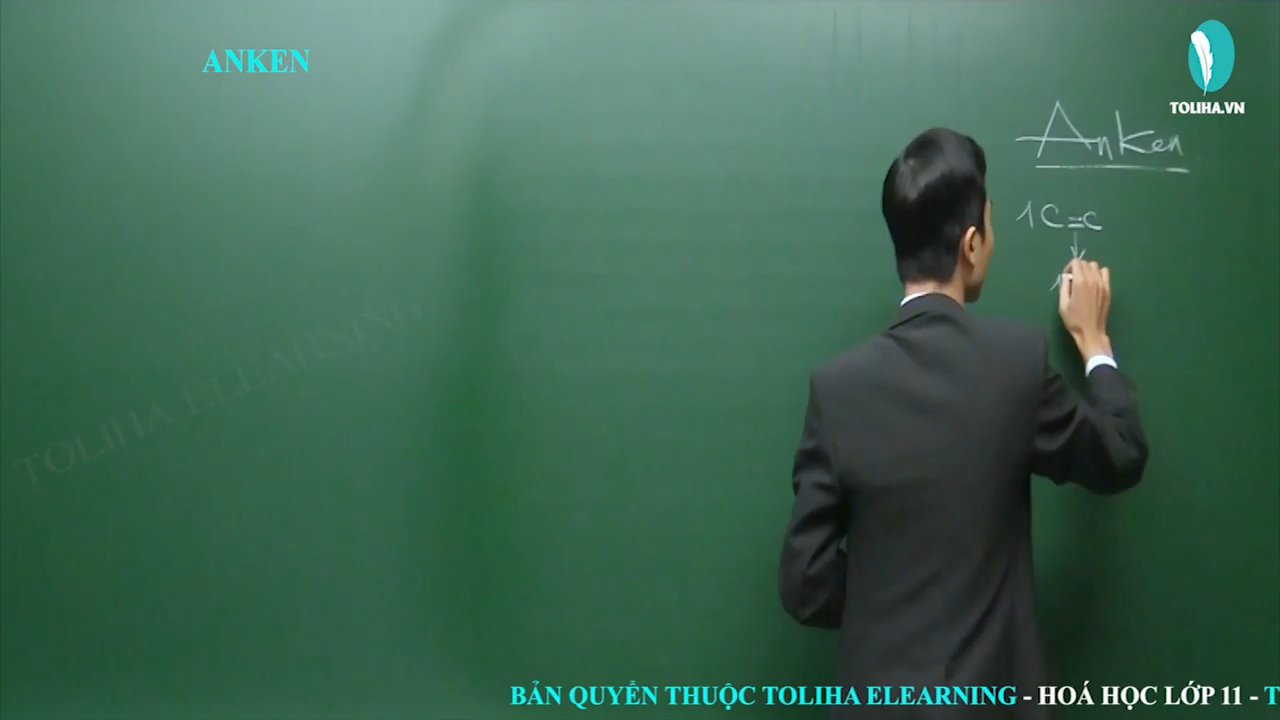 ANKEN
TOLIHA.VN
Anken
1 C=C
TOLIHA ELEARNING
BẢN QUYỀN THUỘC TOLIHA ELEARNING - HOÁ HỌC LỚP 11 - T